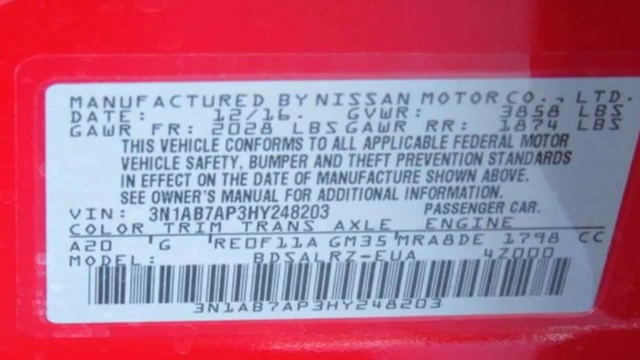 MANUFACTURED BY NISSAN MOTOR CO., LTD.
DATE: 12/16. GVWR: 3858 LBS
GAWR FR: 2028 LBS GAWR RR: 1874 LBS
THIS VEHICLE CONFORMS TO ALL APPLICABLE FEDERAL MOTOR
VEHICLE SAFETY, BUMPER AND THEFT PREVENTION STANDARDS
IN EFFECT ON THE DATE OF MANUFACTURE SHOWN ABOVE.
SEE OWNER'S MANUAL FOR ADDITIONAL INFORMATION.
VIN: 3N1AB7AP3HY248203 PASSENGER CAR.
COLOR TRIM TRANS AXLE ENGINE
A20 'G 'RE0F11A GM35 'MRA8DE 1798 CC
MODEL: BDSALRZ-EUA 4Z000
3N1AB7AP3HY248203